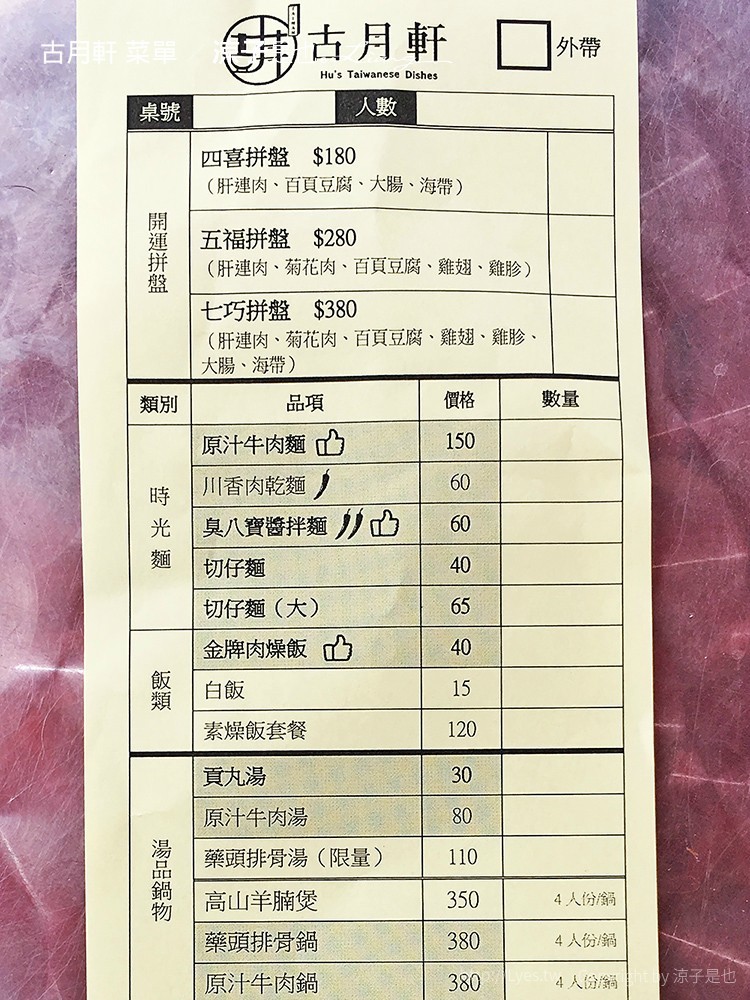 古月軒 菜單
古月軒
Hu's Taiwanese Dishes
外帶
桌號 人數
開運拼盤
四喜拼盤 $180
（肝連肉、百頁豆腐、大腸、海帶）
五福拼盤 $280
（肝連肉、菊花肉、百頁豆腐、雞翅、雞胗）
七巧拼盤 $380
（肝連肉、菊花肉、百頁豆腐、雞翅、雞胗、
大腸、海帶）
類別 品項 價格 數量
時光麵
原汁牛肉麵 150
川香肉乾麵 60
臭八寶醬拌麵 60
切仔麵 40
切仔麵（大） 65
飯類
金牌肉燥飯 40
白飯 15
素燥飯套餐 120
湯品鍋物
貢丸湯 30
原汁牛肉湯 80
藥頭排骨湯（限量） 110
高山羊腩煲 350 4 人份/鍋
藥頭排骨鍋 380 4 人份/鍋
原汁牛肉鍋 380 4 人份/鍋
by 涼子是也